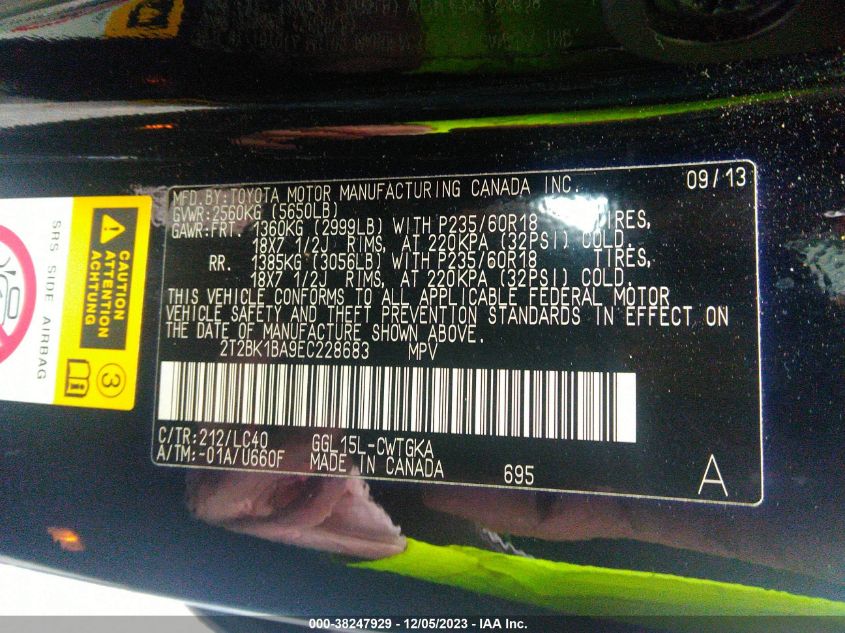 MFD.BY:TOYOTA MOTOR MANUFACTURING CANADA INC. 09/13
GVWR:2560KG (5650LB)
GAWR:FRT. 1360KG (2999LB) WITH P235/60R18 TIRES,
18X7 1/2J RIMS, AT 220KPA (32PSI) COLD.
RR. 1385KG (3056LB) WITH P235/60R18 TIRES,
18X7 1/2J RIMS, AT 220KPA (32PSI) COLD.
THIS VEHICLE CONFORMS TO ALL APPLICABLE FEDERAL MOTOR
VEHICLE SAFETY AND THEFT PREVENTION STANDARDS IN EFFECT ON
THE DATE OF MANUFACTURE SHOWN ABOVE.
2T2BK1BA9EC228683 MPV
C/TR:212/LC40 GGL15L-CWTGKA
A/TM:-01A/U660F MADE IN CANADA 695 A
CAUTION
ATTENTION
ACHTUNG
3
SRS SIDE AIRBAG
000-38247929 - 12/05/2023 - IAA Inc.